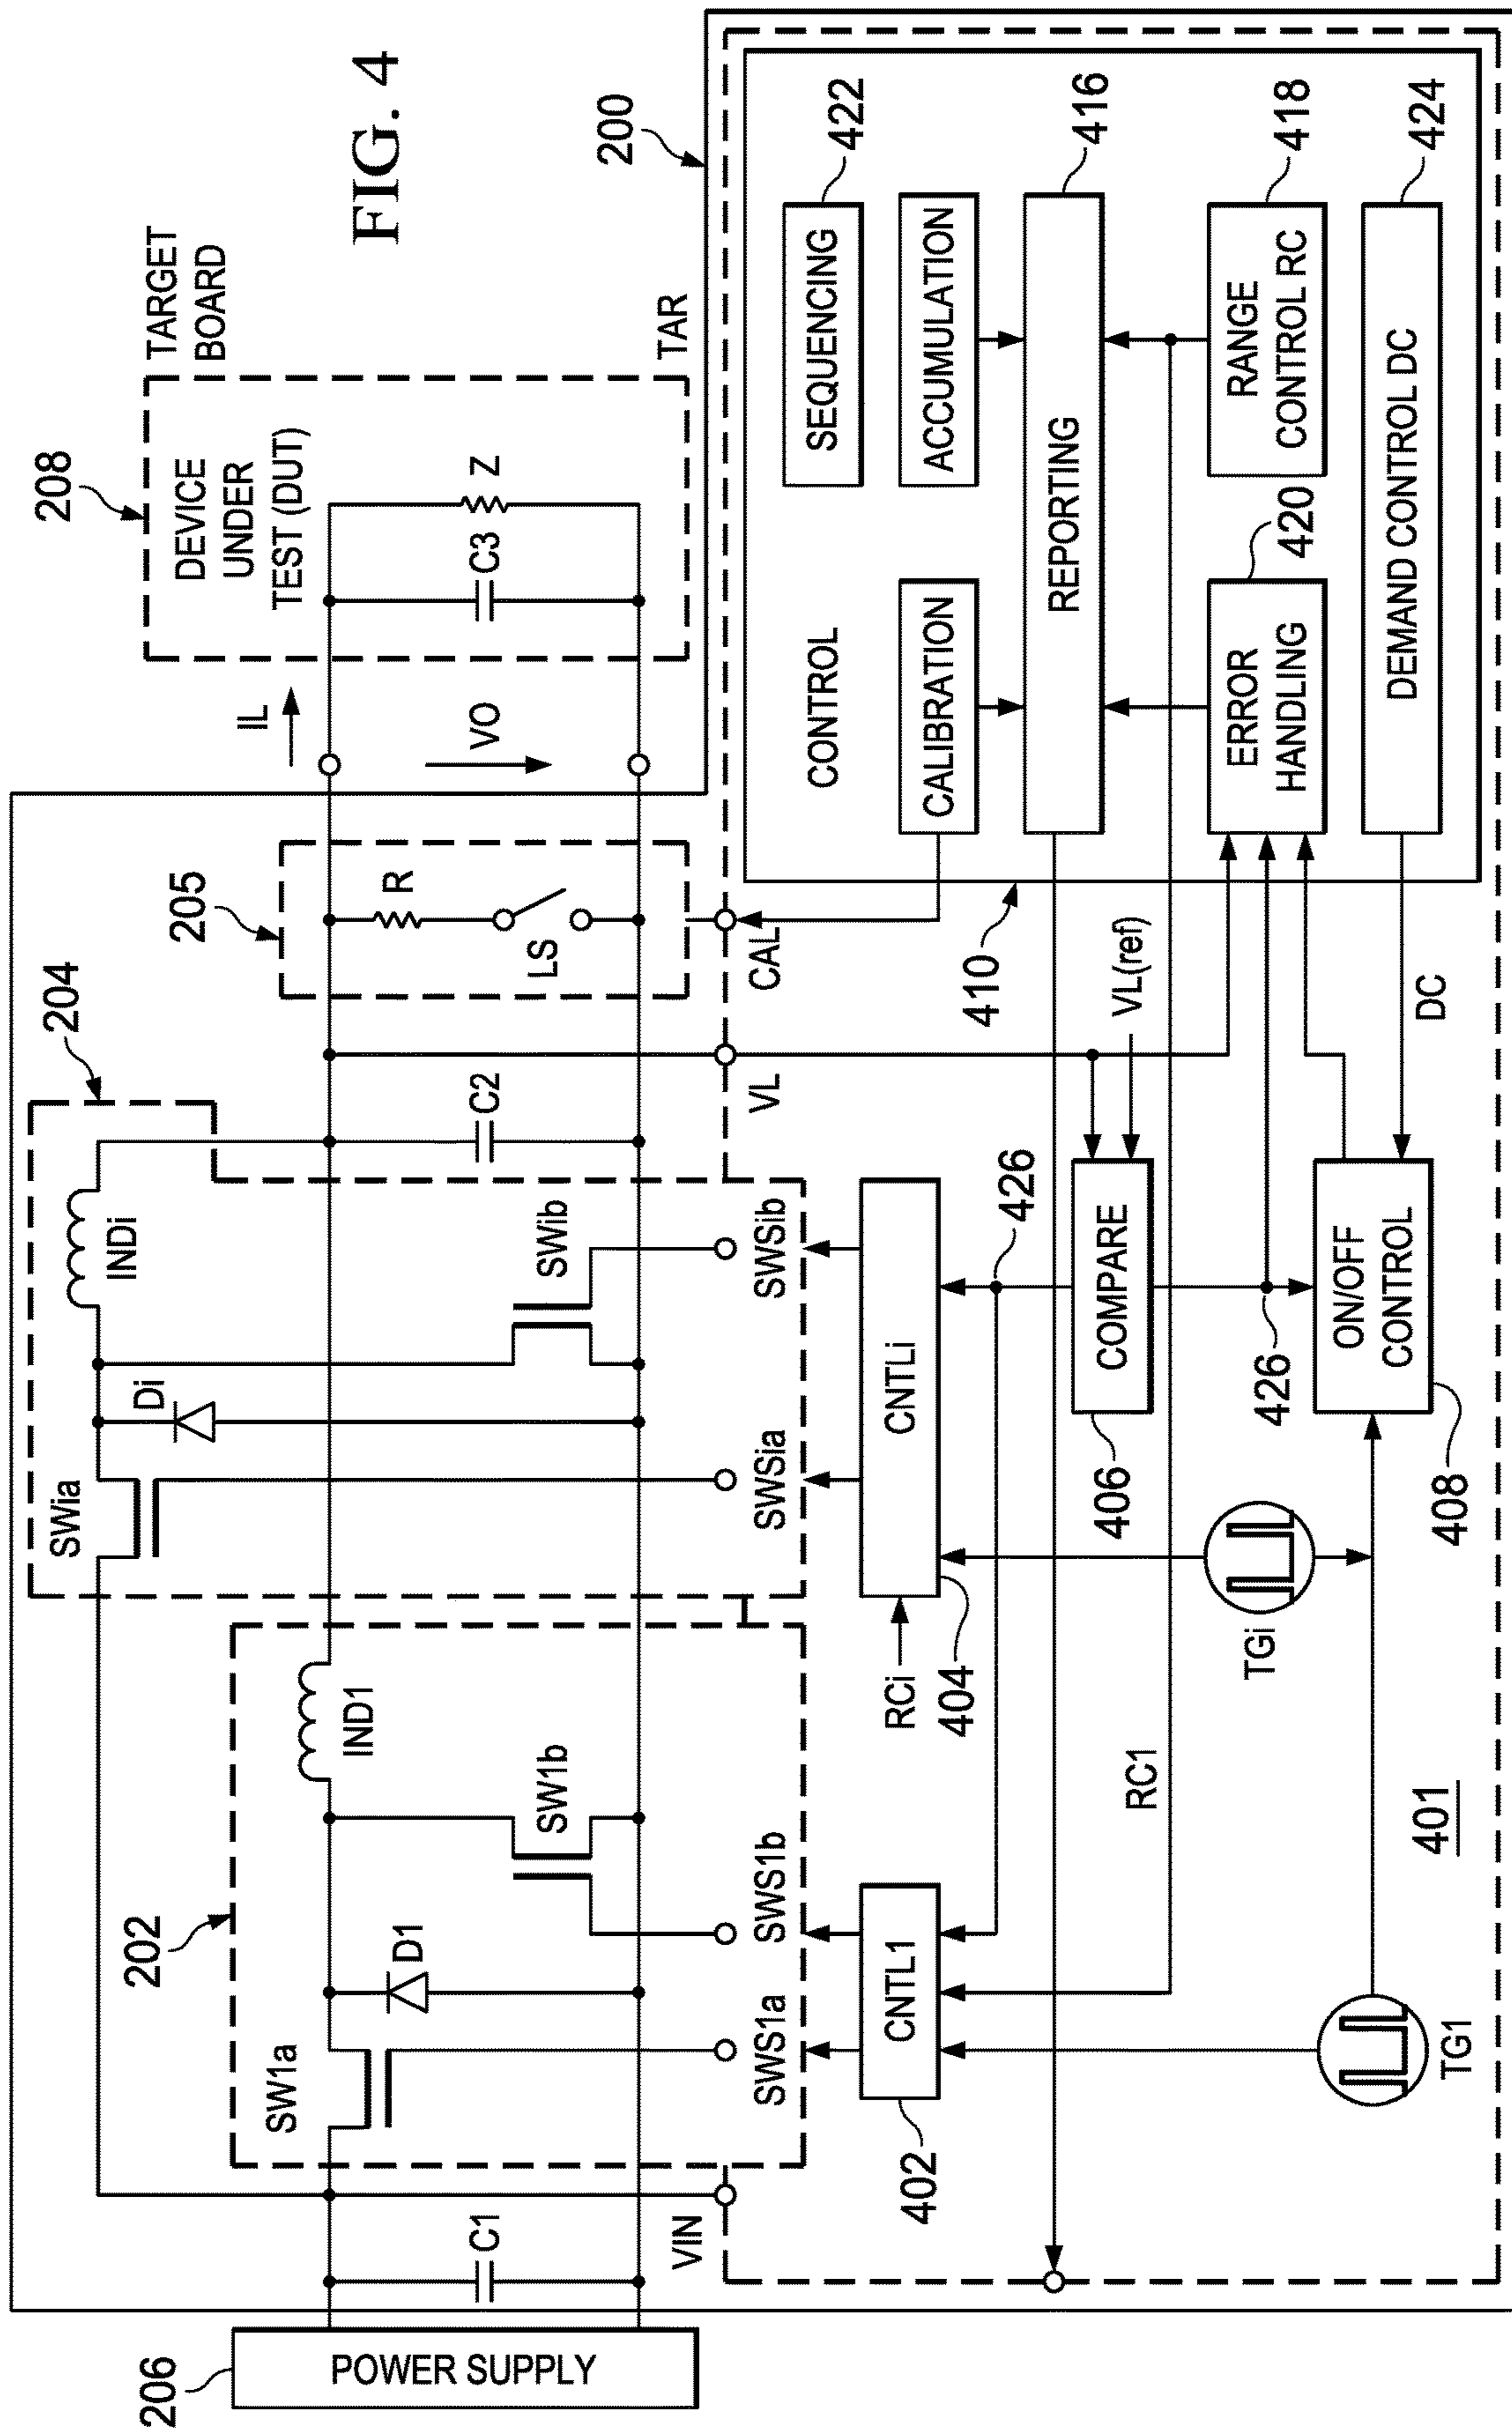 FIG. 4
TARGET
BOARD
200
208
DEVICE
UNDER
TEST (DUT)
C3
Z
TAR
IL
VO
205
R
LS
CAL
204
INDi
C2
VL
SWib
Di
SWia
SWSia
SWSib
202
IND1
SW1b
D1
SW1a
SWS1a
SWS1b
C1
VIN
206
POWER SUPPLY
CONTROL
SEQUENCING
422
CALIBRATION
ACCUMULATION
REPORTING
416
ERROR
HANDLING
420
RANGE
CONTROL RC
418
DEMAND CONTROL DC
424
410
VL(ref)
DC
CNTLi
426
COMPARE
406
426
ON/OFF
CONTROL
408
RCi
404
TGi
RC1
CNTL1
402
TG1
401